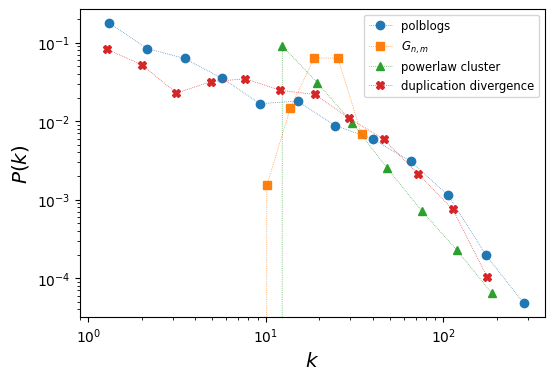 polblogs
G_{n,m}
powerlaw cluster
duplication divergence
P(k)
10^{-1}
10^{-2}
10^{-3}
10^{-4}
10^{0}
10^{1}
10^{2}
k